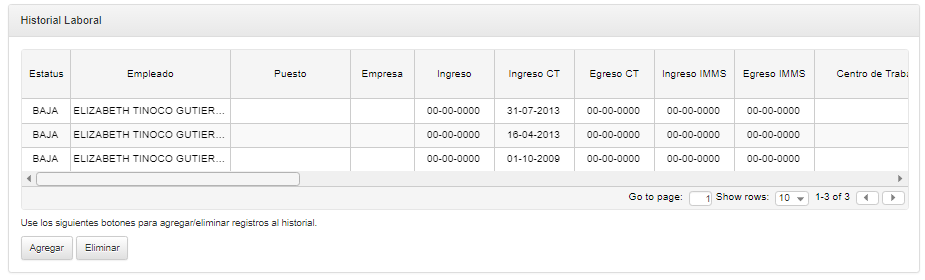 Historial Laboral
Estatus Empleado Puesto Empresa Ingreso Ingreso CT Egreso CT Ingreso IMMS Egreso IMMS Centro de Traba
BAJA ELIZABETH TINOCO GUTIER... 00-00-0000 31-07-2013 00-00-0000 00-00-0000 00-00-0000
BAJA ELIZABETH TINOCO GUTIER... 00-00-0000 16-04-2013 00-00-0000 00-00-0000 00-00-0000
BAJA ELIZABETH TINOCO GUTIER... 00-00-0000 01-10-2009 00-00-0000 00-00-0000 00-00-0000
Go to page: 1 Show rows: 10 1-3 of 3
Use los siguientes botones para agregar/eliminar registros al historial.
Agregar Eliminar